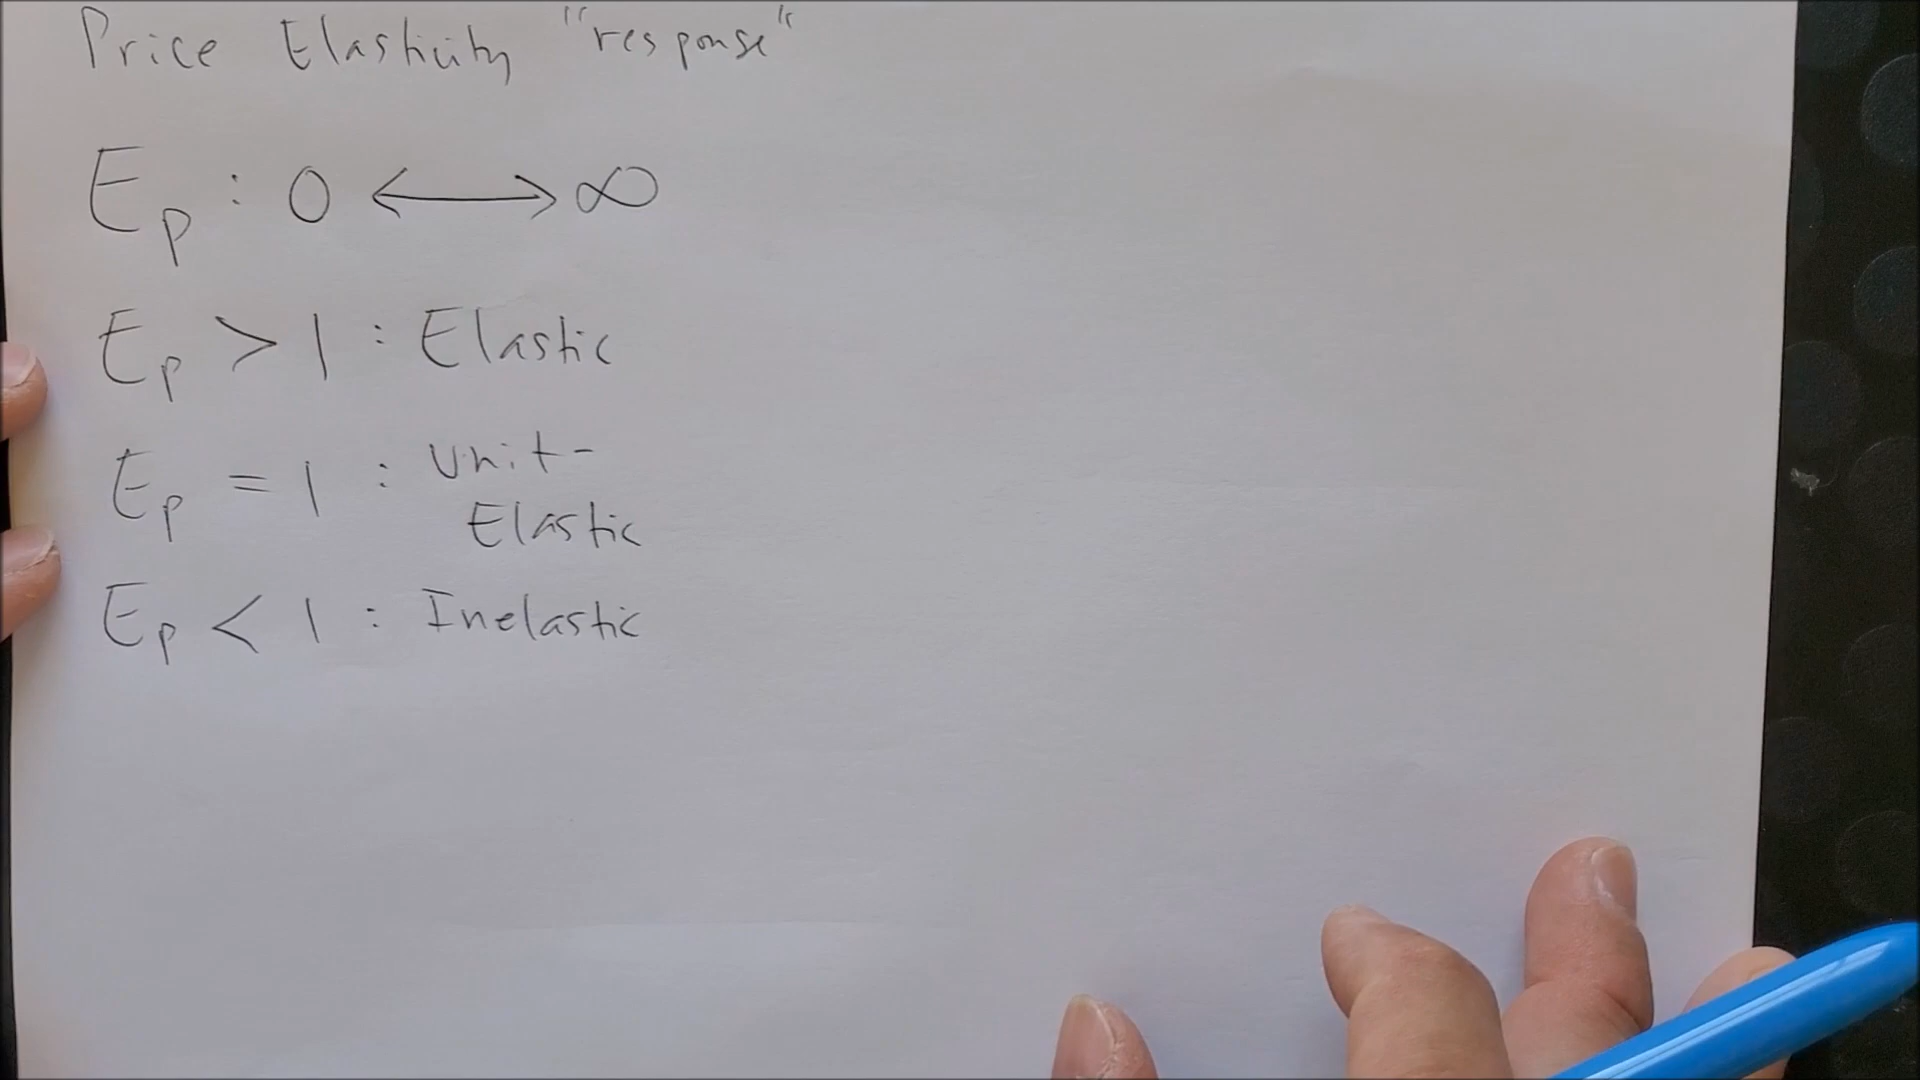 Price Elasticity "response"
Ep : 0 ⟷ ∞
Ep > 1 : Elastic
Ep = 1 : Unit-
Elastic
Ep < 1 : Inelastic